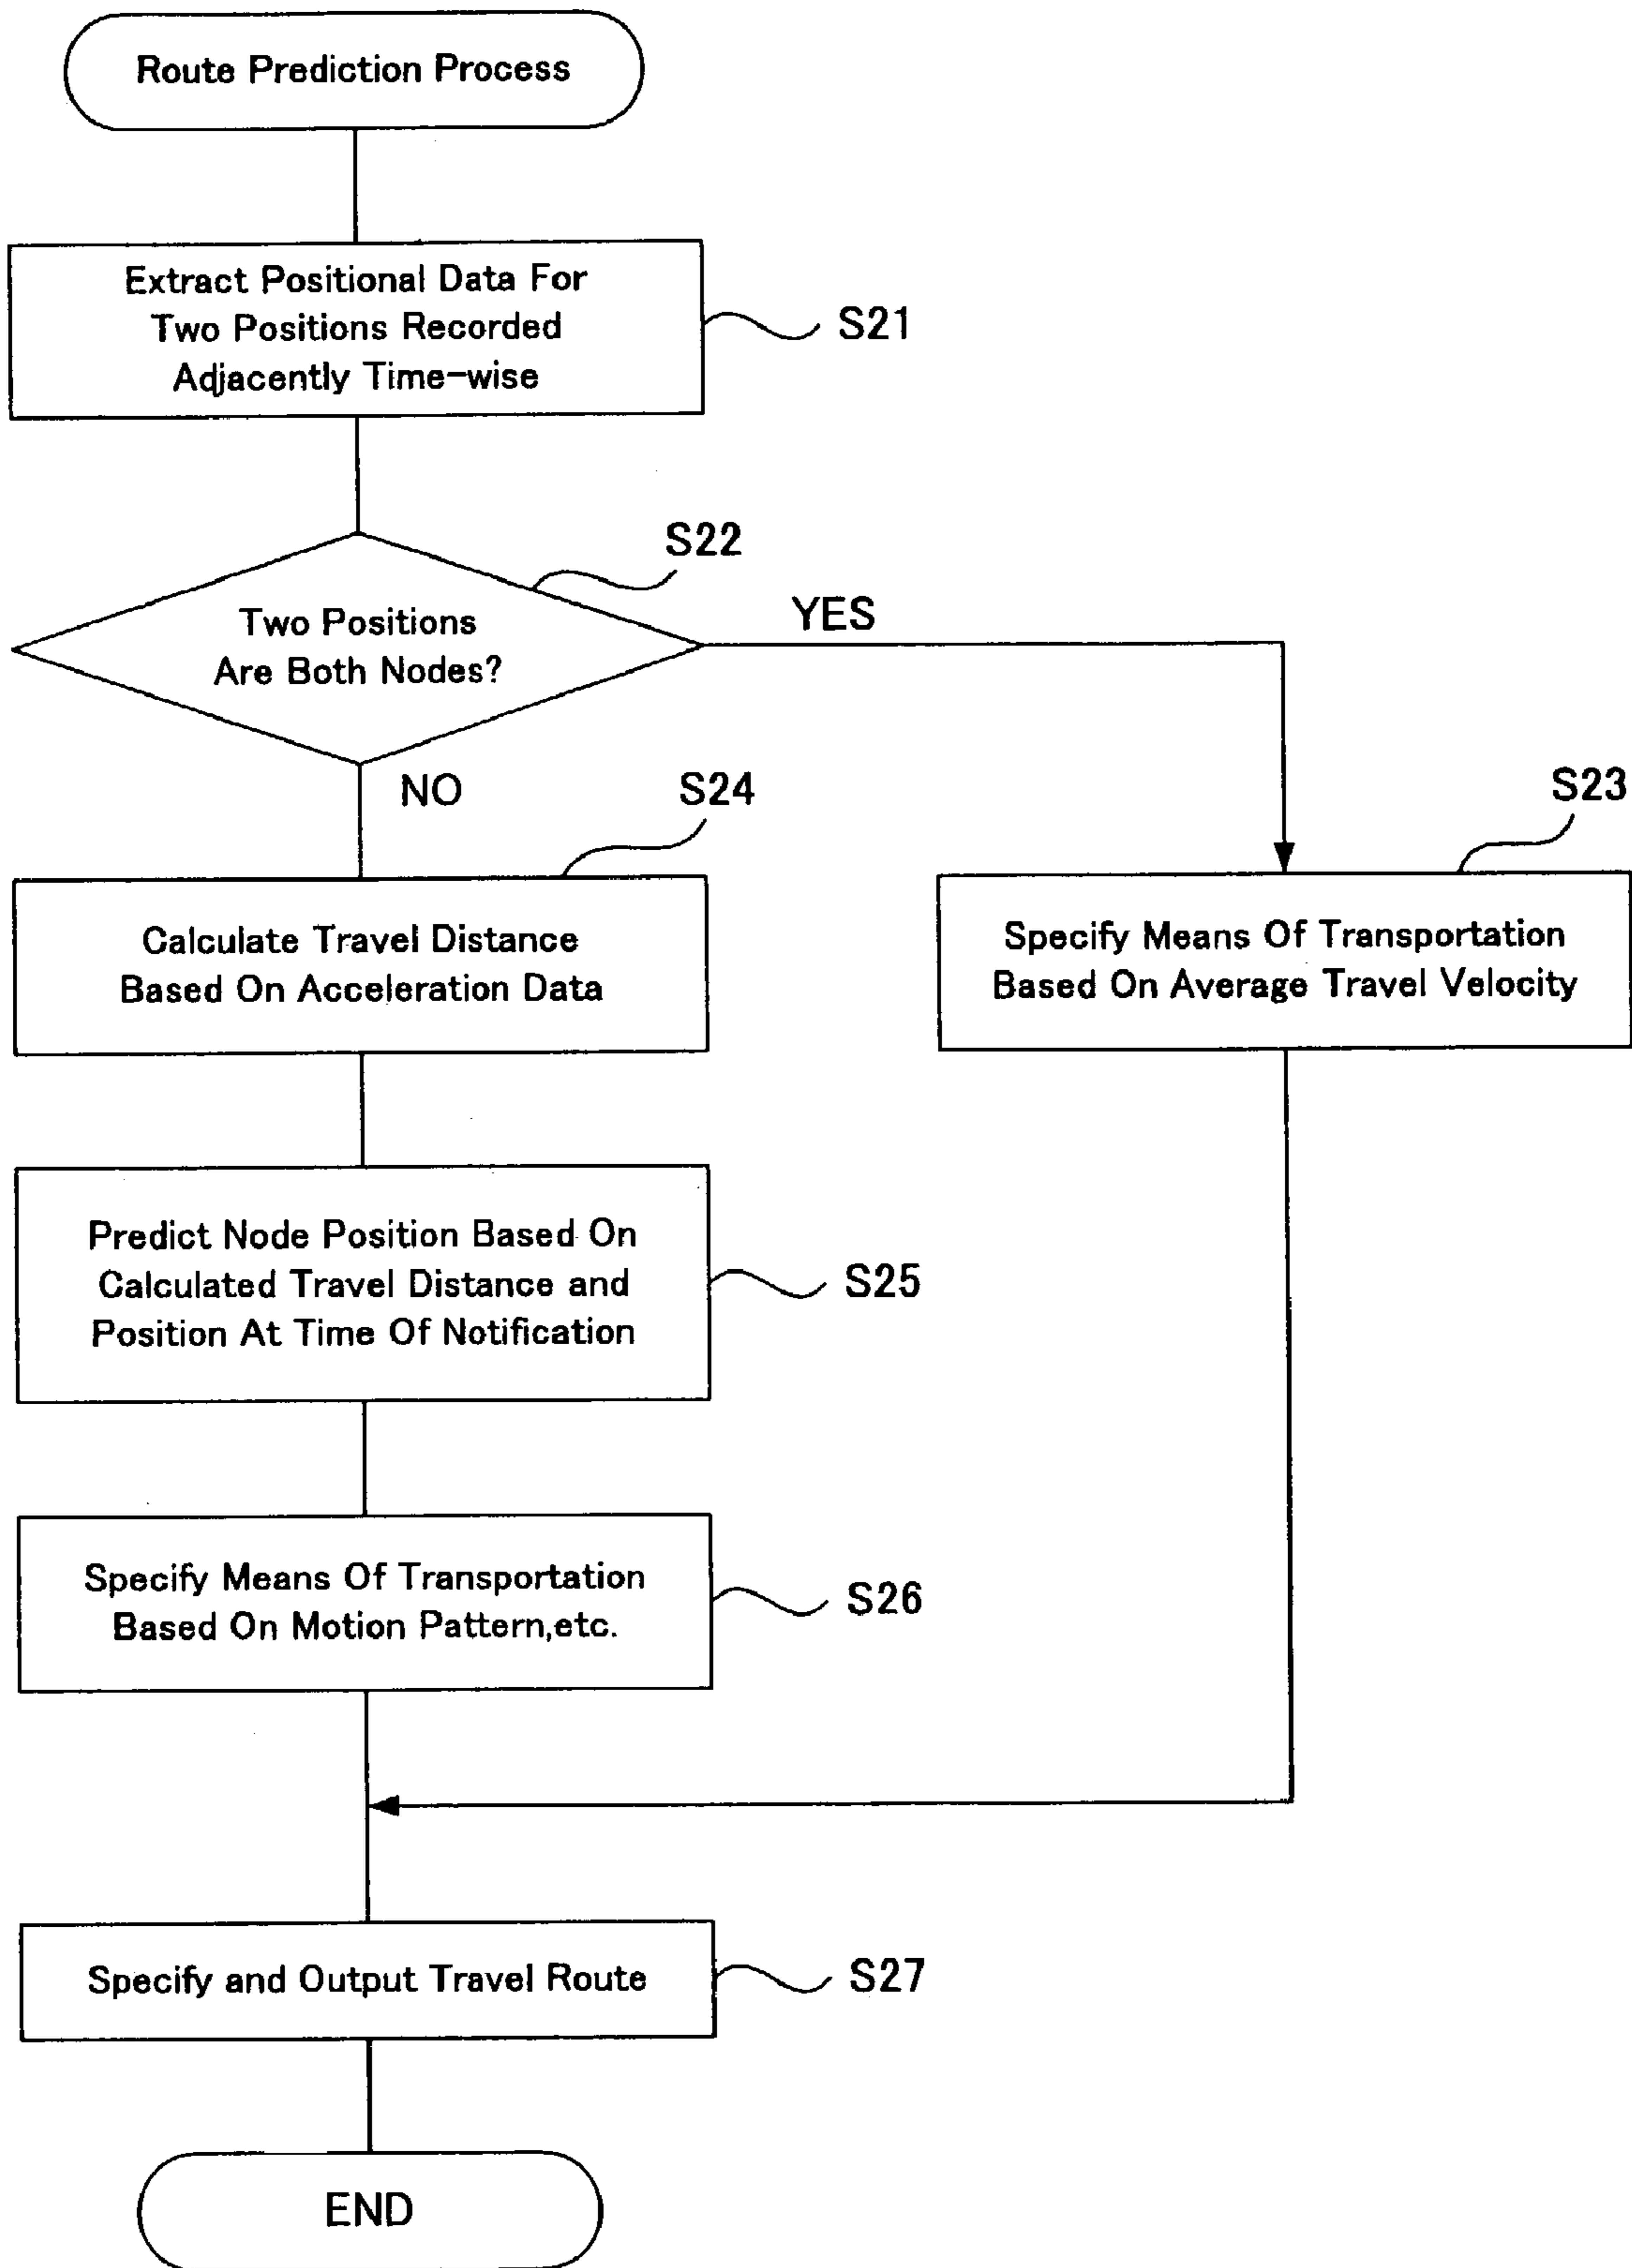 Route Prediction Process
Extract Positional Data For
Two Positions Recorded
Adjacently Time-wise
S21
S22
Two Positions
Are Both Nodes?
YES
NO
S24
S23
Calculate Travel Distance
Based On Acceleration Data
Specify Means Of Transportation
Based On Average Travel Velocity
Predict Node Position Based On
Calculated Travel Distance and
Position At Time Of Notification
S25
Specify Means Of Transportation
Based On Motion Pattern,etc.
S26
Specify and Output Travel Route
S27
END